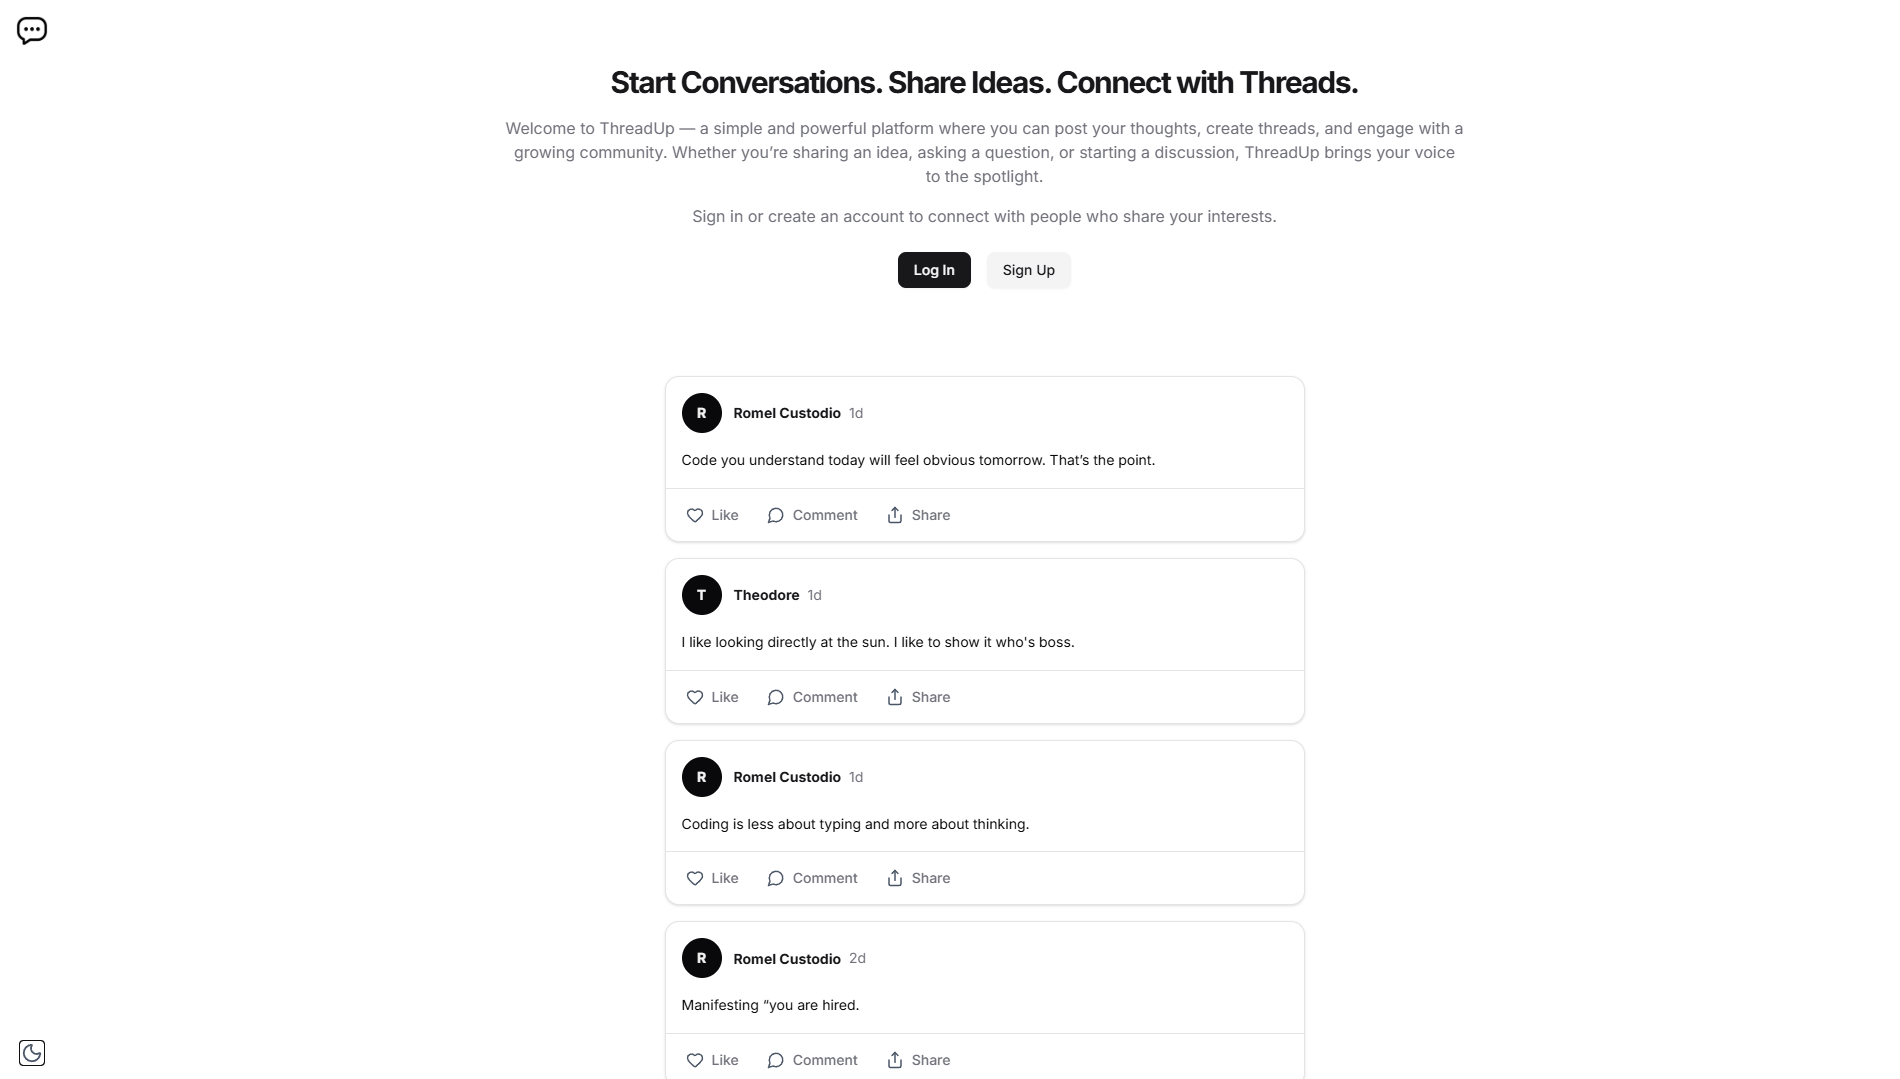 Start Conversations. Share Ideas. Connect with Threads.
Welcome to ThreadUp — a simple and powerful platform where you can post your thoughts, create threads, and engage with a
growing community. Whether you’re sharing an idea, asking a question, or starting a discussion, ThreadUp brings your voice
to the spotlight.
Sign in or create an account to connect with people who share your interests.
Log In Sign Up
R Romel Custodio 1d
Code you understand today will feel obvious tomorrow. That’s the point.
Like Comment Share
T Theodore 1d
I like looking directly at the sun. I like to show it who's boss.
Like Comment Share
R Romel Custodio 1d
Coding is less about typing and more about thinking.
Like Comment Share
R Romel Custodio 2d
Manifesting “you are hired.
Like Comment Share